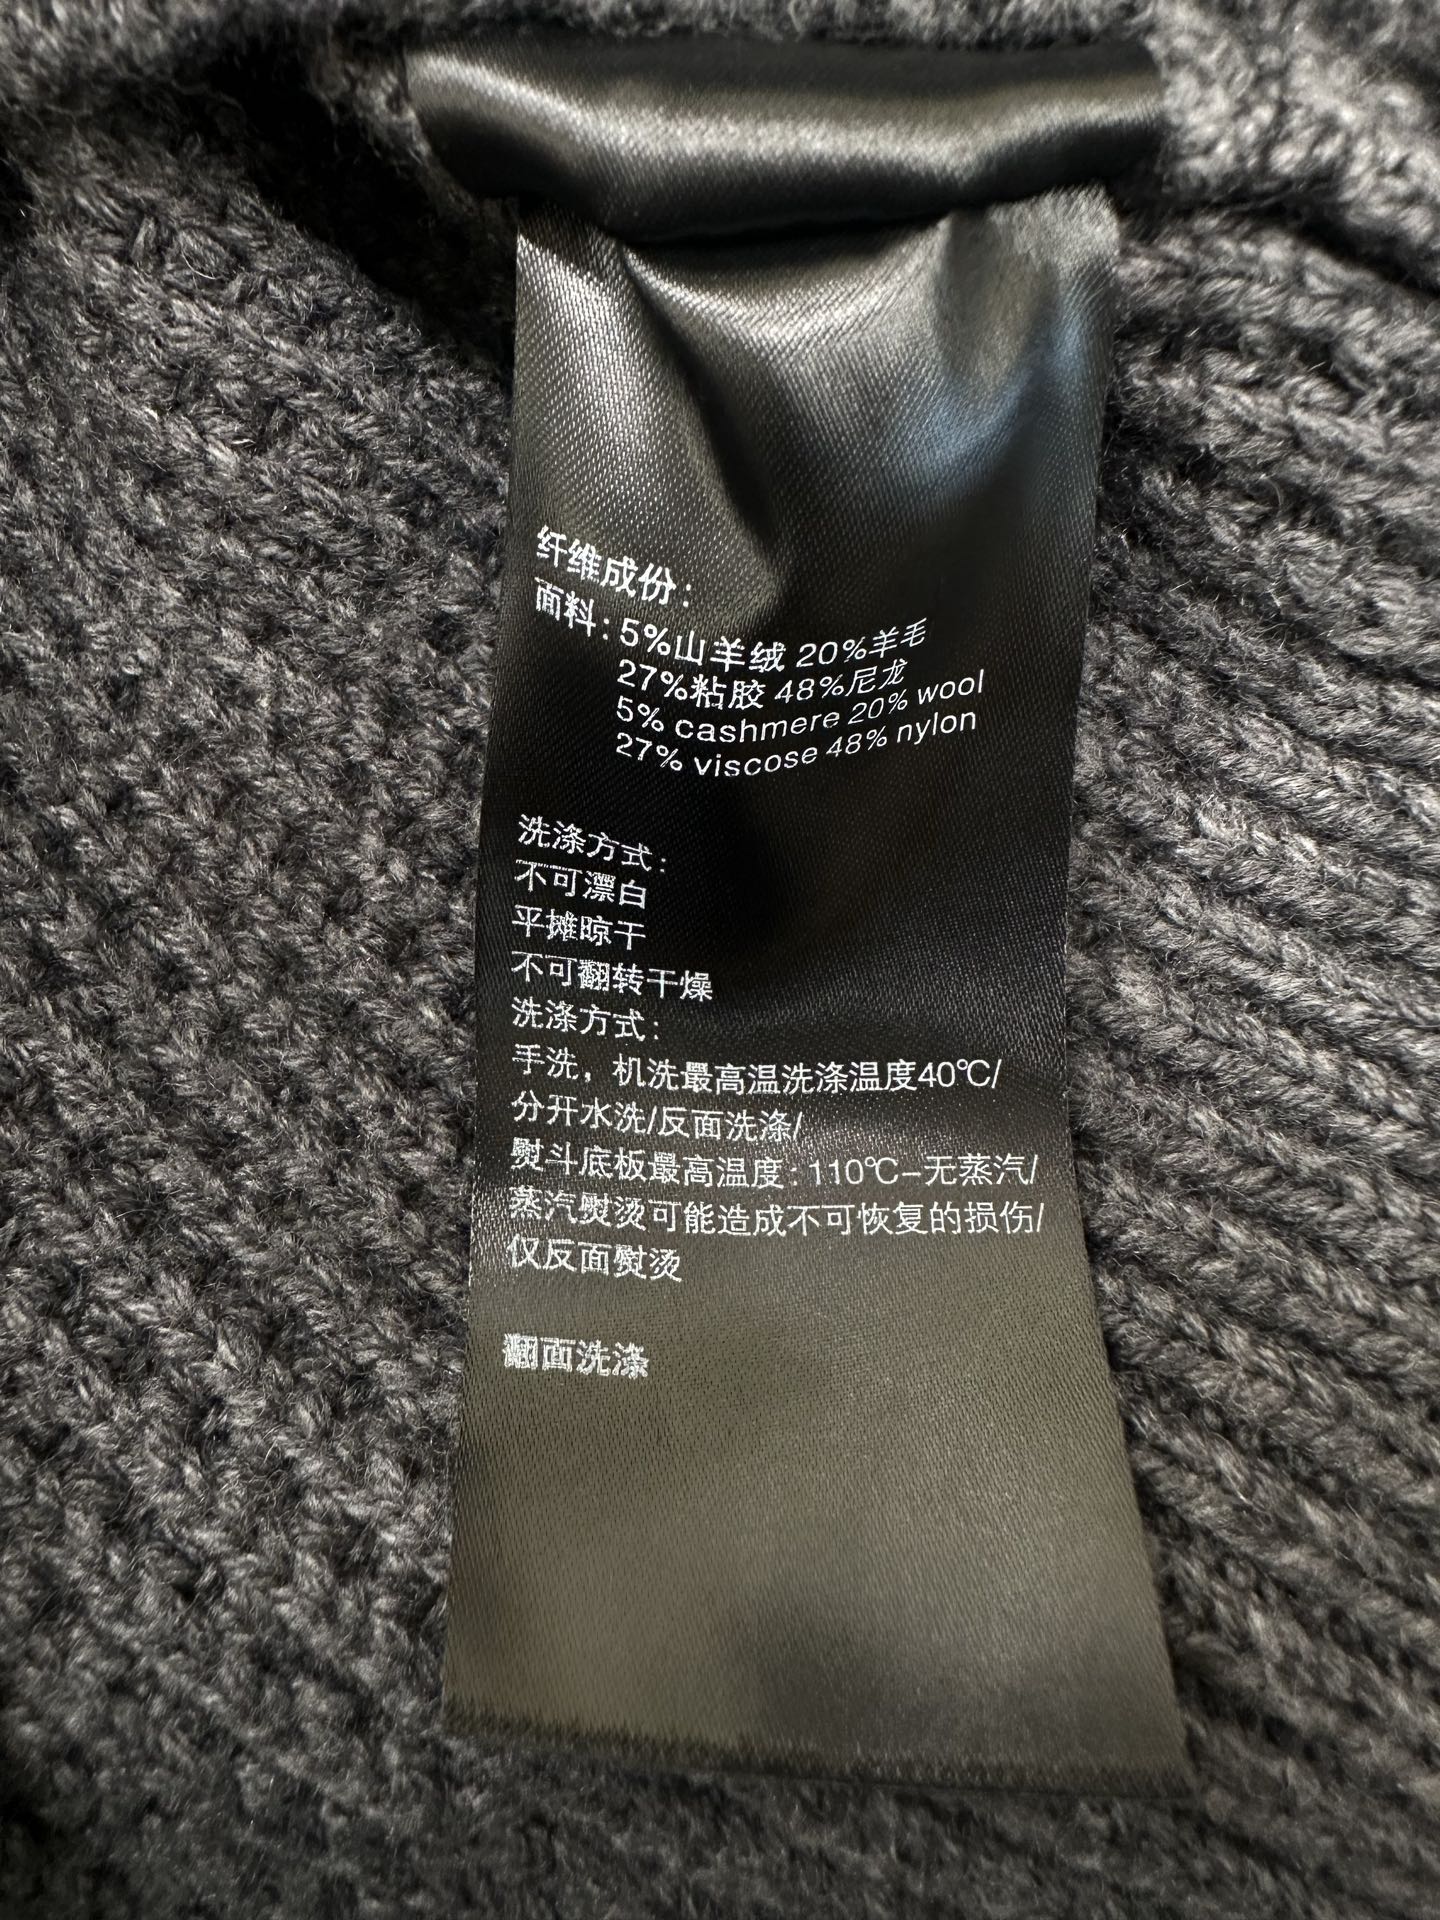 纤维成份：
面料：5%山羊绒 20%羊毛
27%粘胶 48%尼龙
5% cashmere 20% wool
27% viscose 48% nylon
洗涤方式：
不可漂白
平摊晾干
不可翻转干燥
洗涤方式：
手洗，机洗最高温洗涤温度40℃/
分开水洗/反面洗涤/
熨斗底板最高温度：110℃-无蒸汽/
蒸汽熨烫可能造成不可恢复的损伤/
仅反面熨烫
翻面洗涤